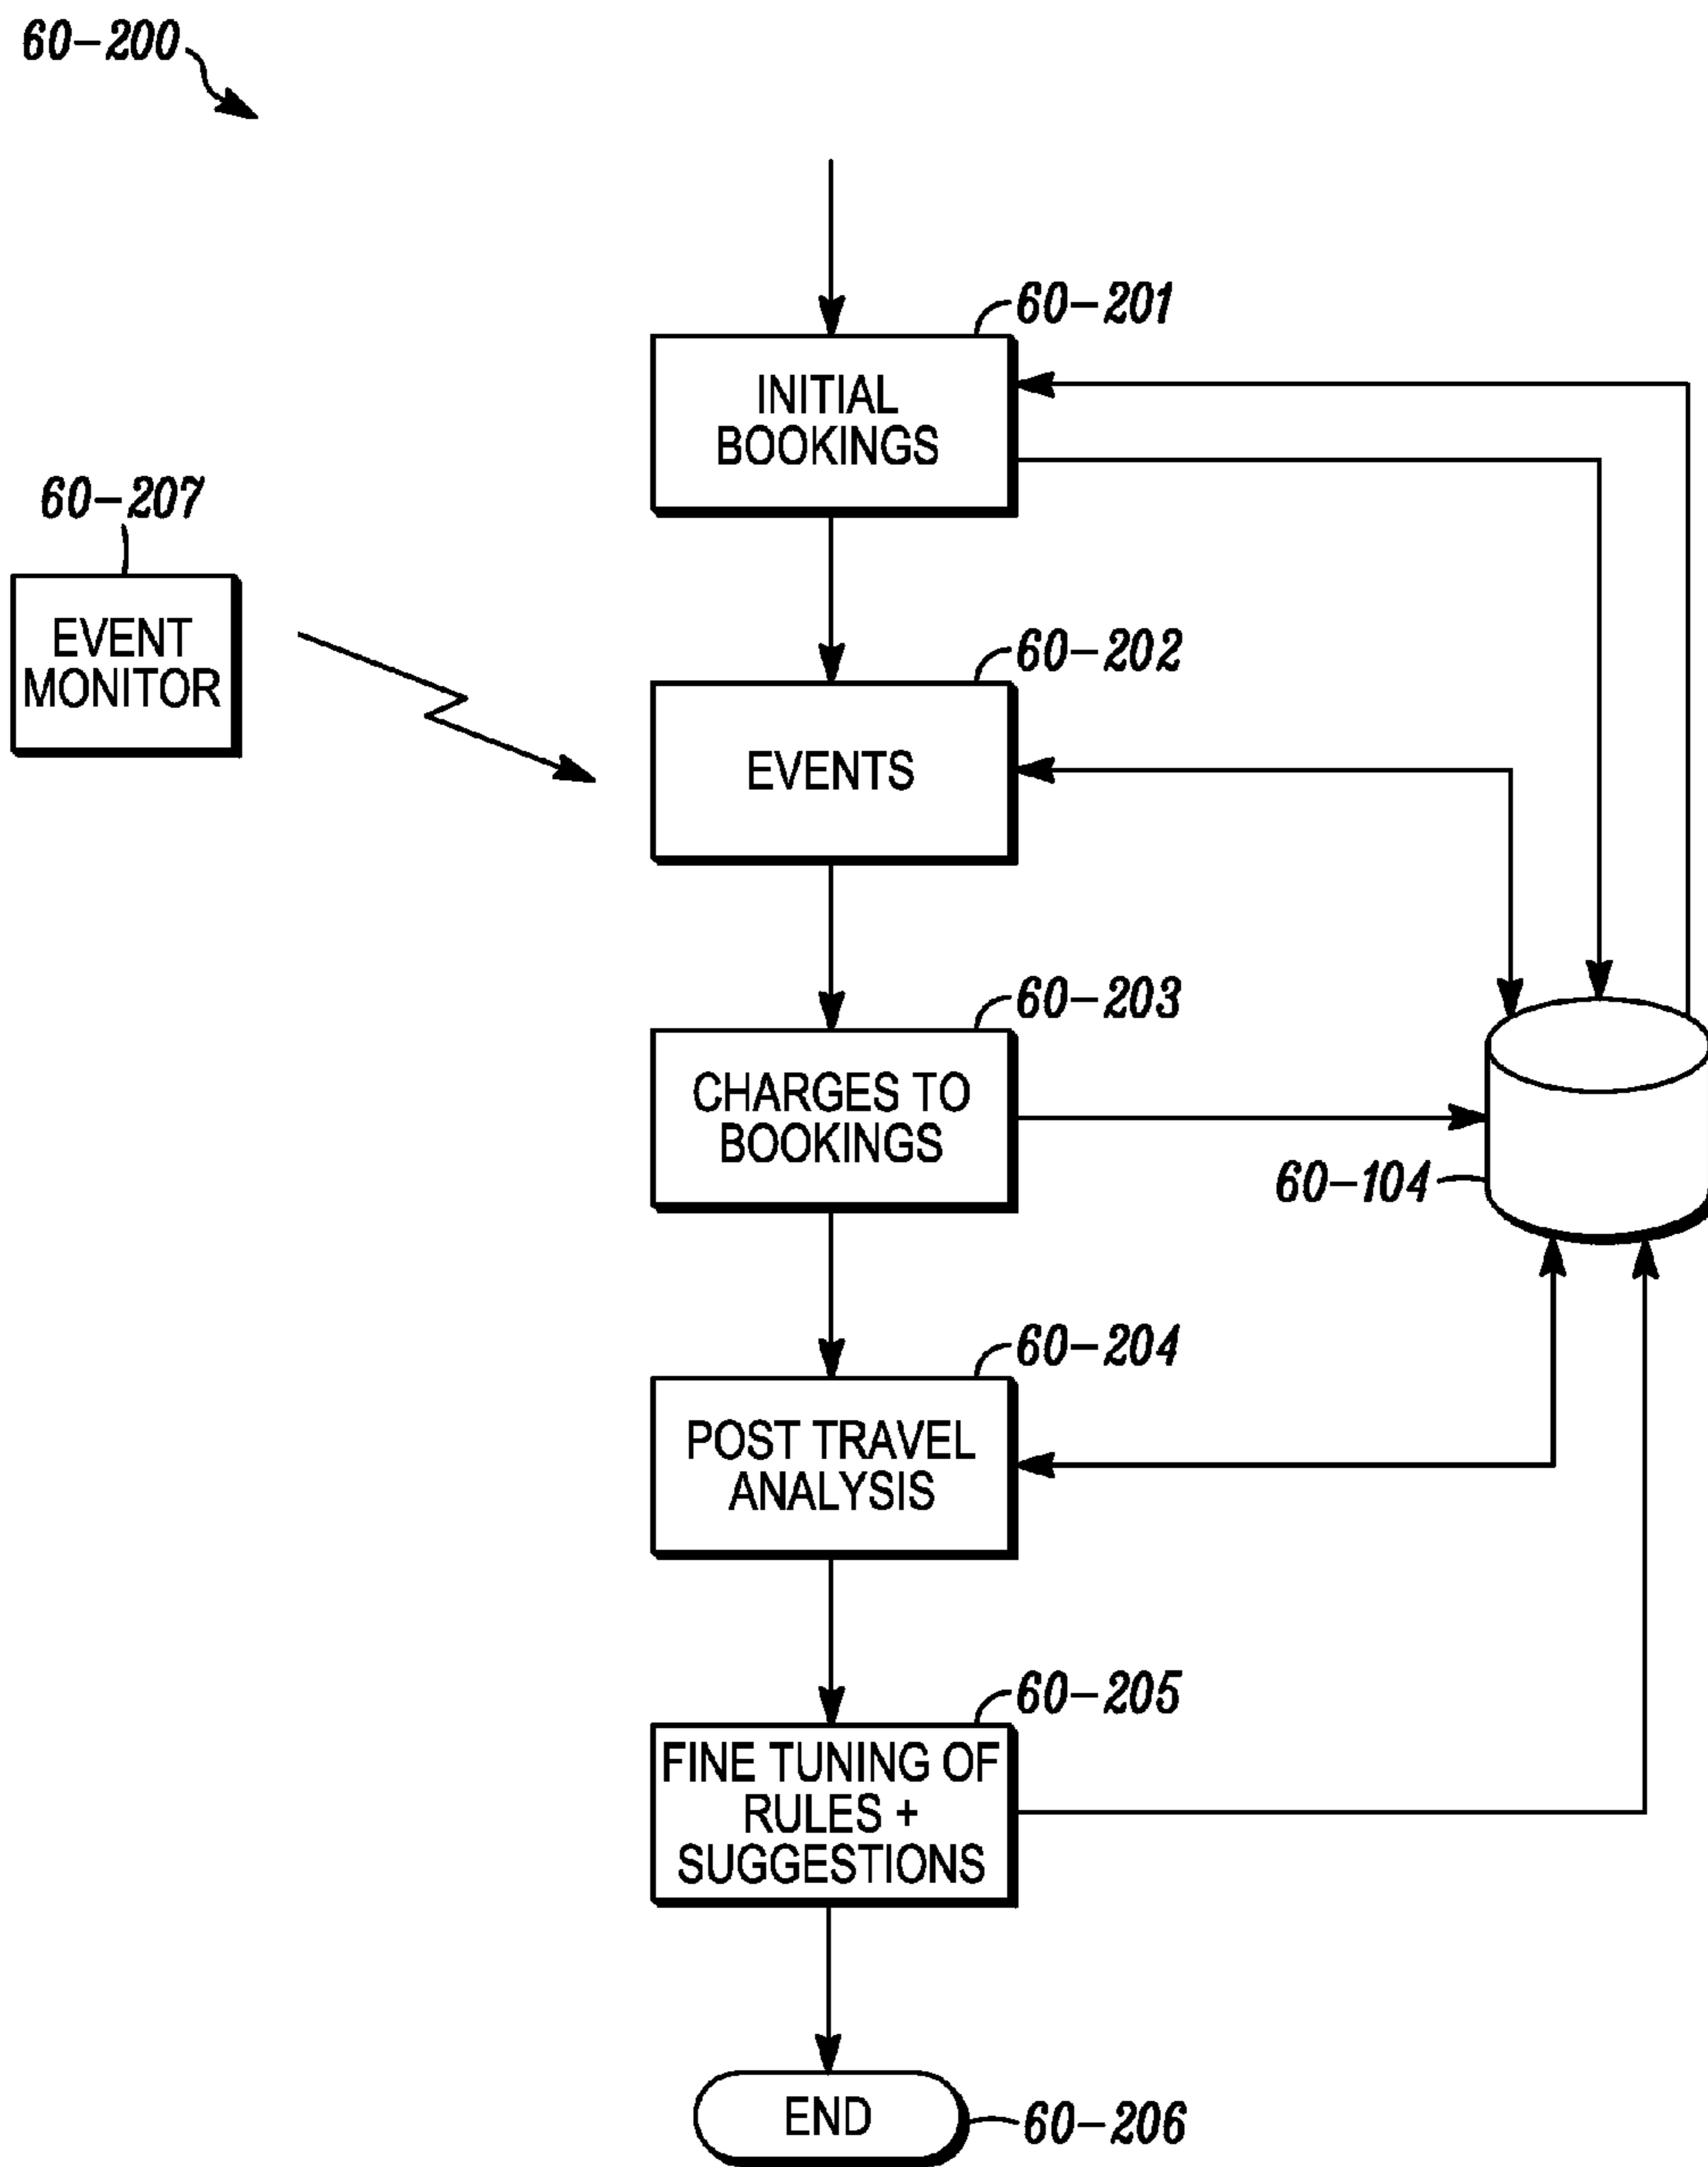 60-200
60-201
INITIAL
BOOKINGS
60-207
EVENT
MONITOR
60-202
EVENTS
60-203
CHARGES TO
BOOKINGS
60-104
60-204
POST TRAVEL
ANALYSIS
60-205
FINE TUNING OF
RULES +
SUGGESTIONS
END
60-206